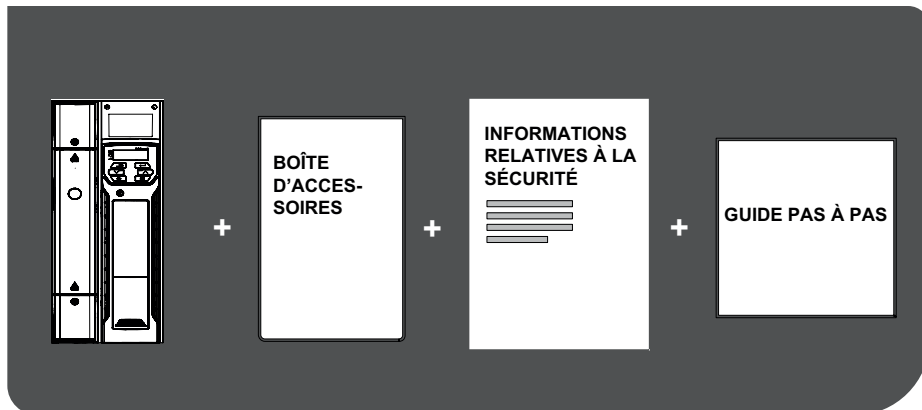 +
BOÎTE
D'ACCES-
SOIRES
+
INFORMATIONS
RELATIVES À LA
SÉCURITÉ
+
GUIDE PAS À PAS